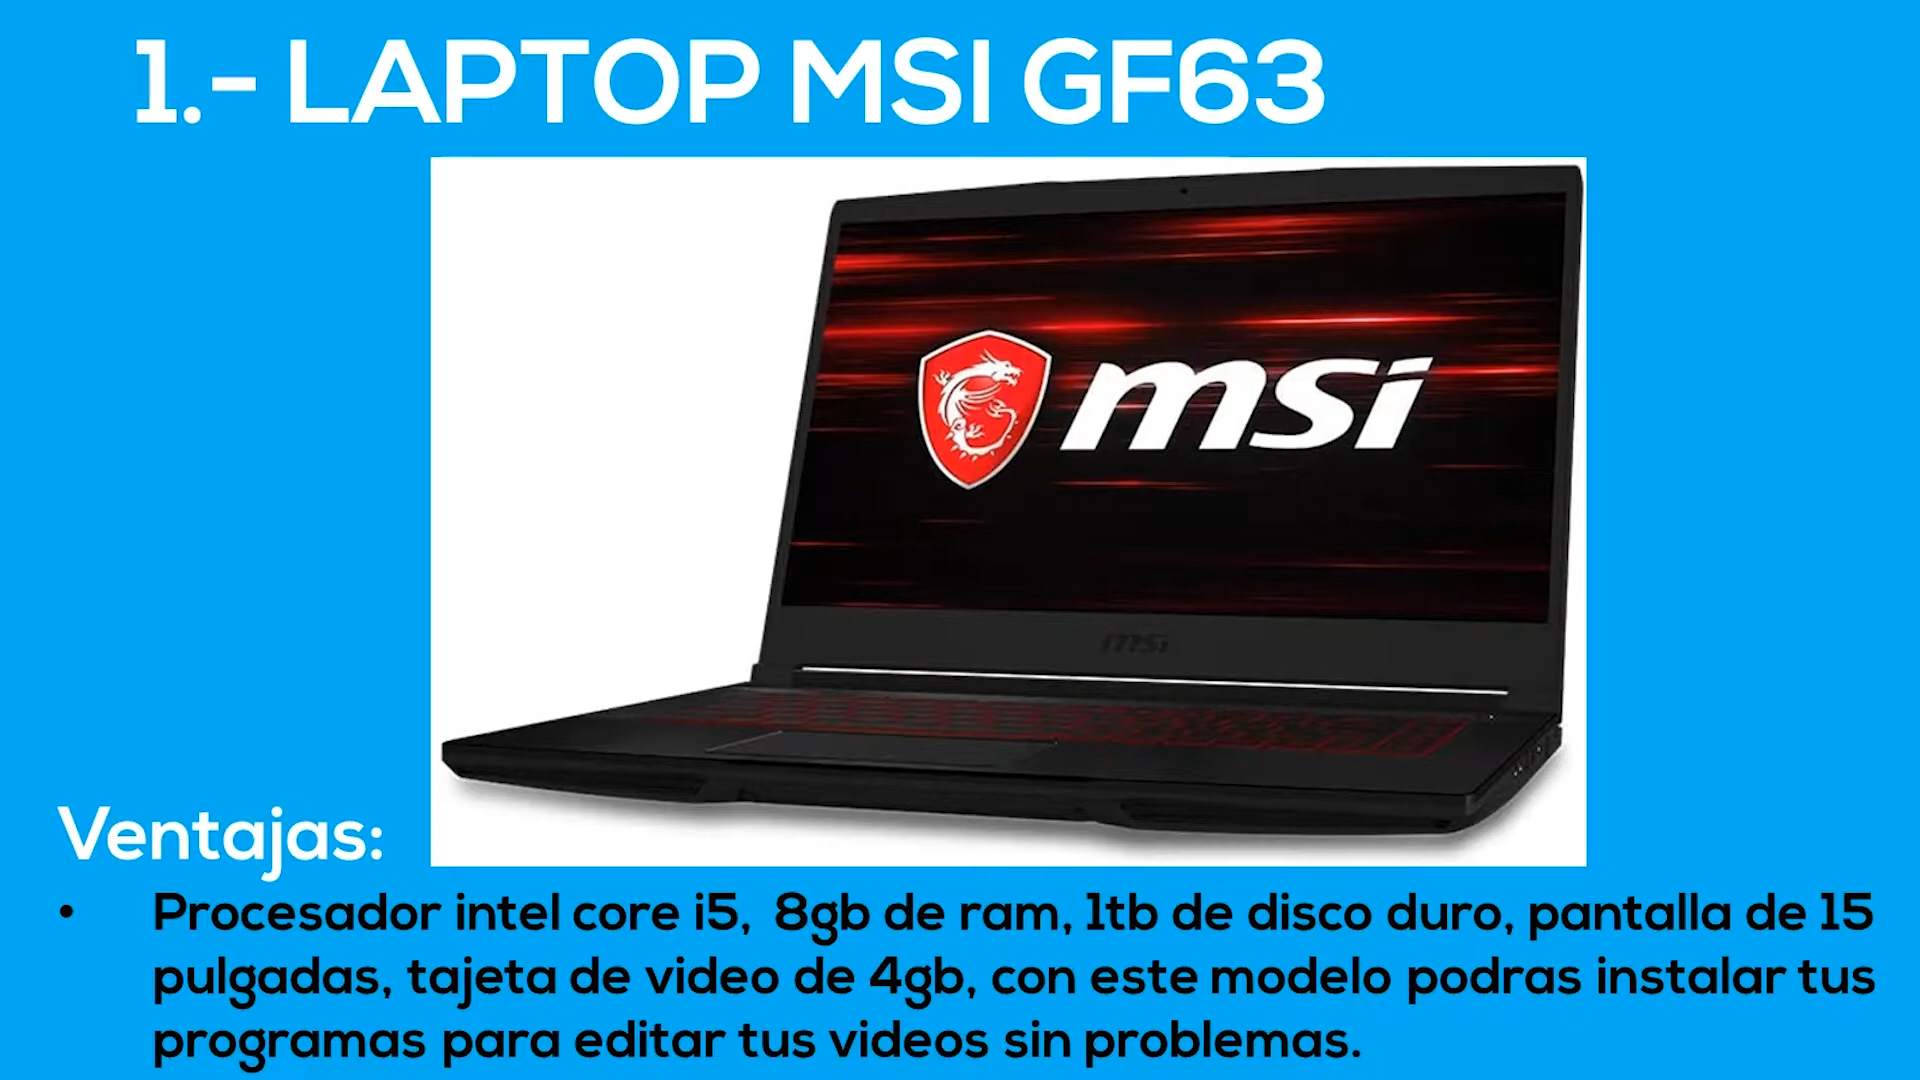 1.- LAPTOP MSI GF63
msi
msi
Ventajas:
• Procesador intel core i5, 8gb de ram, 1tb de disco duro, pantalla de 15
pulgadas, tajeta de video de 4gb, con este modelo podras instalar tus
programas para editar tus videos sin problemas.